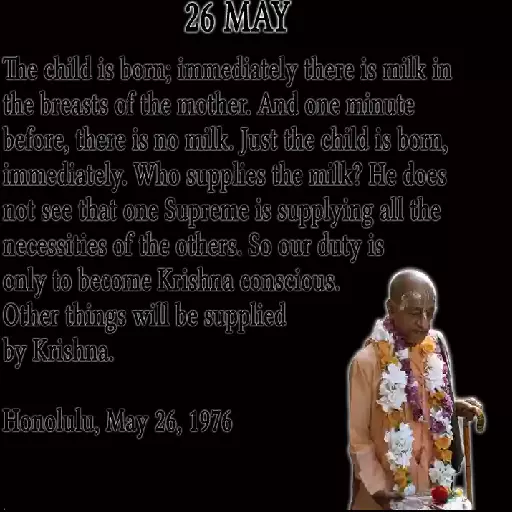 26 MAY
The child is born; immediately there is milk in
the breasts of the mother. And one minute
before, there is no milk. Just the child is born,
immediately. Who supplies the milk? He does
not see that one Supreme is supplying all the
necessities of the others. So our duty is
only to become Krishna conscious.
Other things will be supplied
by Krishna.
Honolulu, May 26, 1976